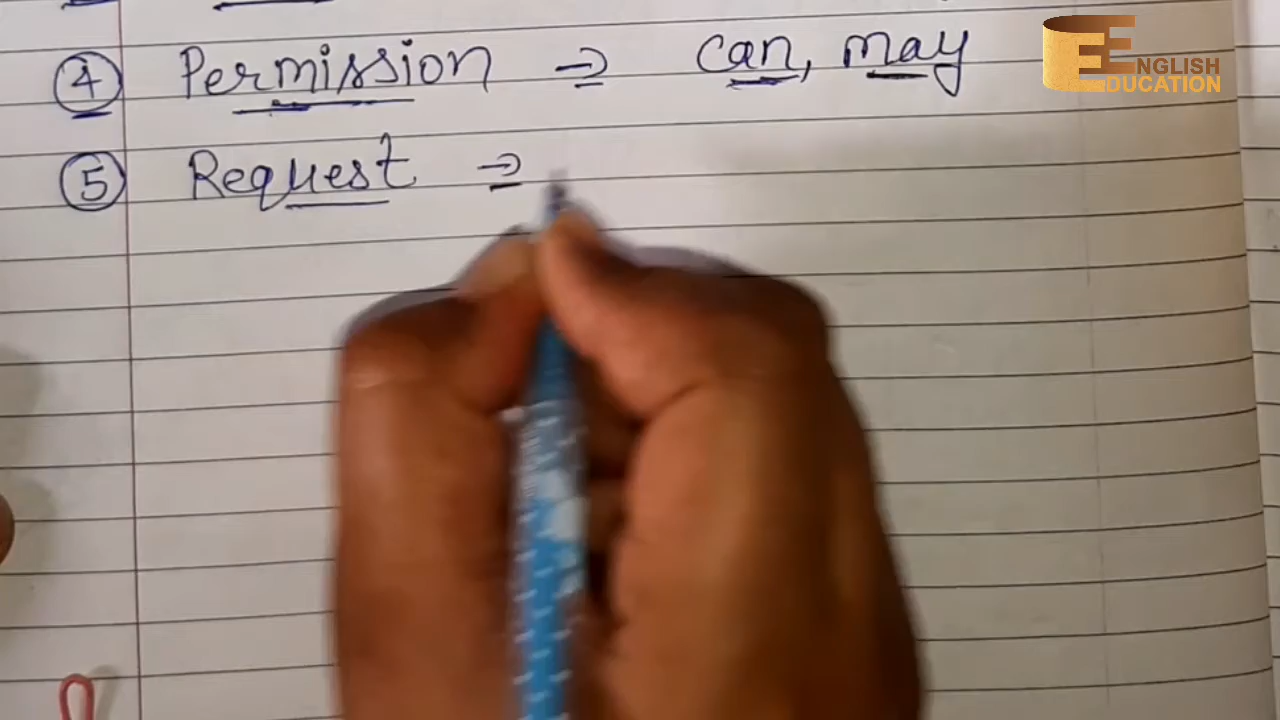 ④ Permission ⇒ can, may
ENGLISH
EDUCATION
⑤ Request ⇒